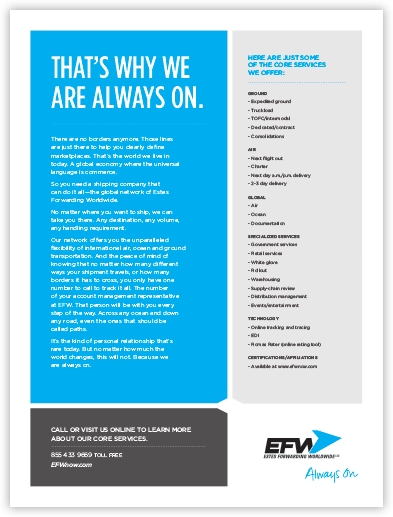 THAT'S WHY WE
ARE ALWAYS ON.
There are no borders anymore. Those lines
are just there to help you clearly define
marketplaces. That's the world we live in
today. A global economy where the universal
language is commerce.
So you need a shipping company that
can do it all—the global network of Estes
Forwarding Worldwide.
No matter where you want to ship, we can
take you there. Any destination, any volume,
any handling requirement.
Our network offers you the unparalleled
flexibility of international air, ocean and ground
transportation. And the peace of mind of
knowing that no matter how many different
ways your shipment travels, or how many
borders it has to cross, you only have one
number to call to track it all. The number
of your account management representative
at EFW. That person will be with you every
step of the way. Across any ocean and down
any road, even the ones that should be
called paths.
It's the kind of personal relationship that's
rare today. But no matter how much the
world changes, this will not. Because we
are always on.
HERE ARE JUST SOME
OF THE CORE SERVICES
WE OFFER:
GROUND
• Expedited ground
• Truckload
• TOFC/intermodal
• Dedicated/contract
• Consolidations
AIR
• Next flight out
• Charter
• Next day a.m./p.m. delivery
• 2-3 day delivery
GLOBAL
• Air
• Ocean
• Documentation
SPECIALIZED SERVICES
• Government services
• Retail services
• White glove
• Fid out
• Warehousing
• Supply-chain review
• Distribution management
• Events/entertainment
TECHNOLOGY
• Online tracking and tracing
• EDI
• Promas Rater (online rating tool)
CERTIFICATIONS/AFFILIATIONS
• Available at www.efwnow.com
CALL OR VISIT US ONLINE TO LEARN MORE
ABOUT OUR CORE SERVICES.
855.433.9669 TOLL FREE
EFWnow.com
EFW
ESTES FORWARDING WORLDWIDE
Always On